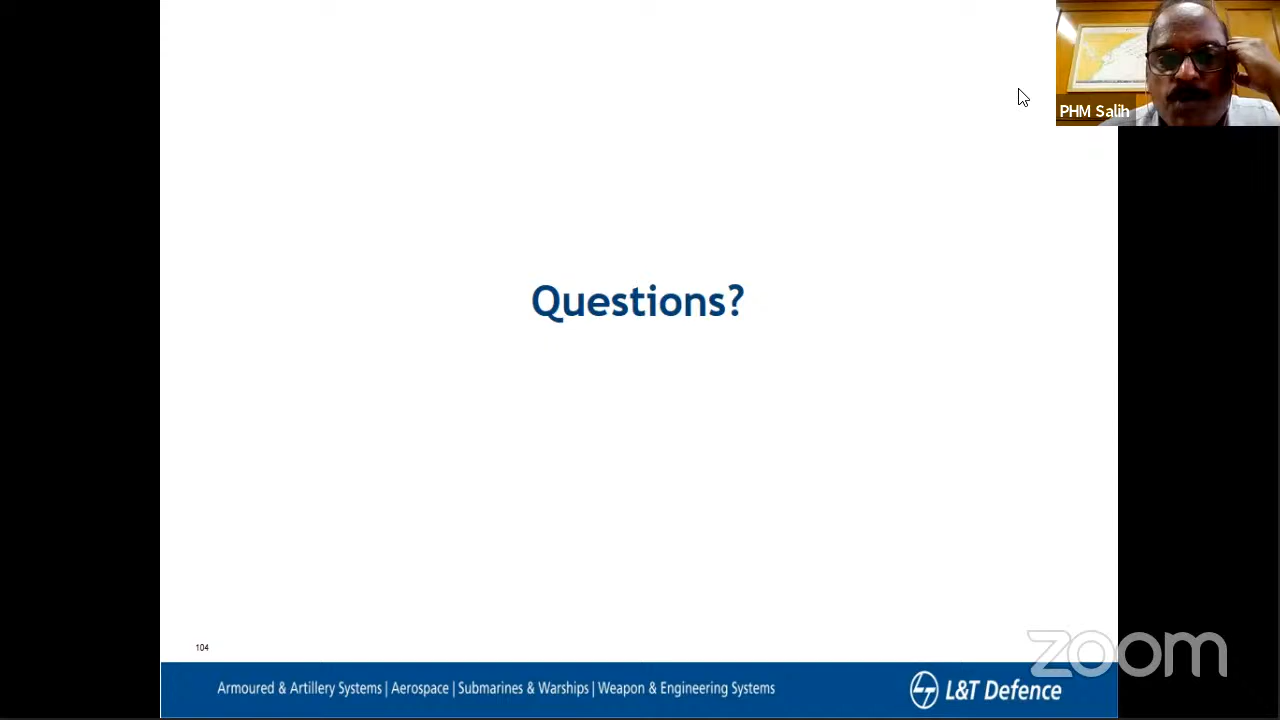 PHM Salih
Questions?
104
zoom
Armoured & Artillery Systems | Aerospace | Submarines & Warships | Weapon & Engineering Systems
L&T Defence